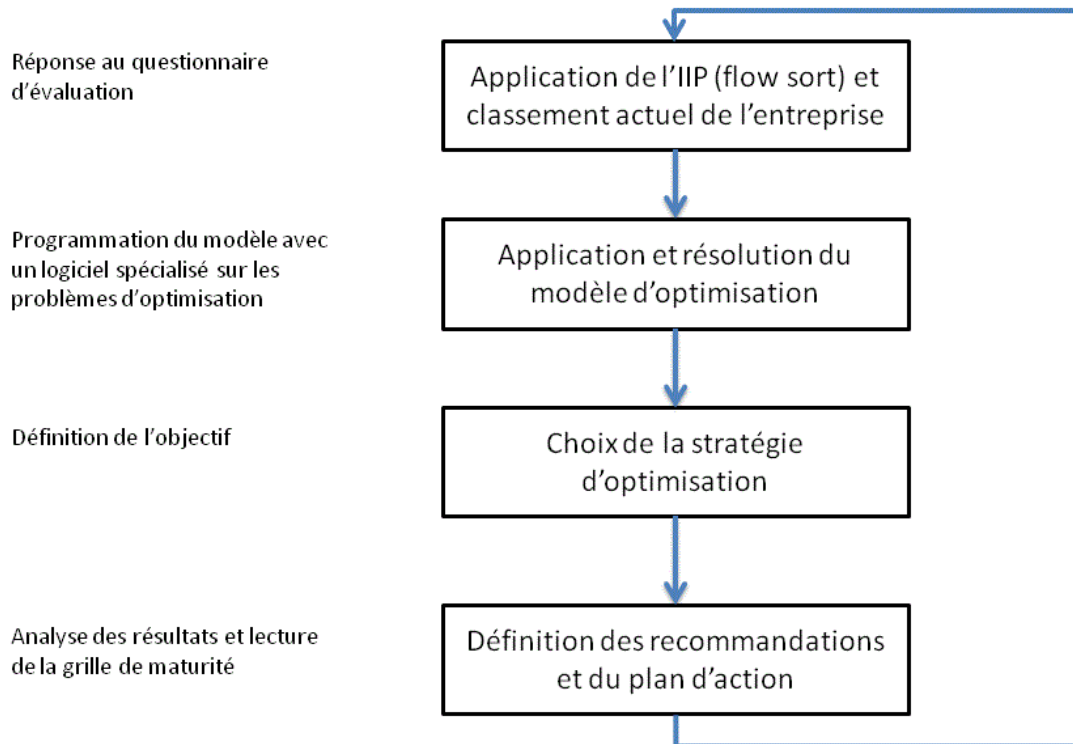 Réponse au questionnaire
d’évaluation
Application de l’IIP (flow sort) et
classement actuel de l’entreprise
Programmation du modèle avec
un logiciel spécialisé sur les
problèmes d’optimisation
Application et résolution du
modèle d’optimisation
Définition de l’objectif
Choix de la stratégie
d’optimisation
Analyse des résultats et lecture
de la grille de maturité
Définition des recommandations
et du plan d’action